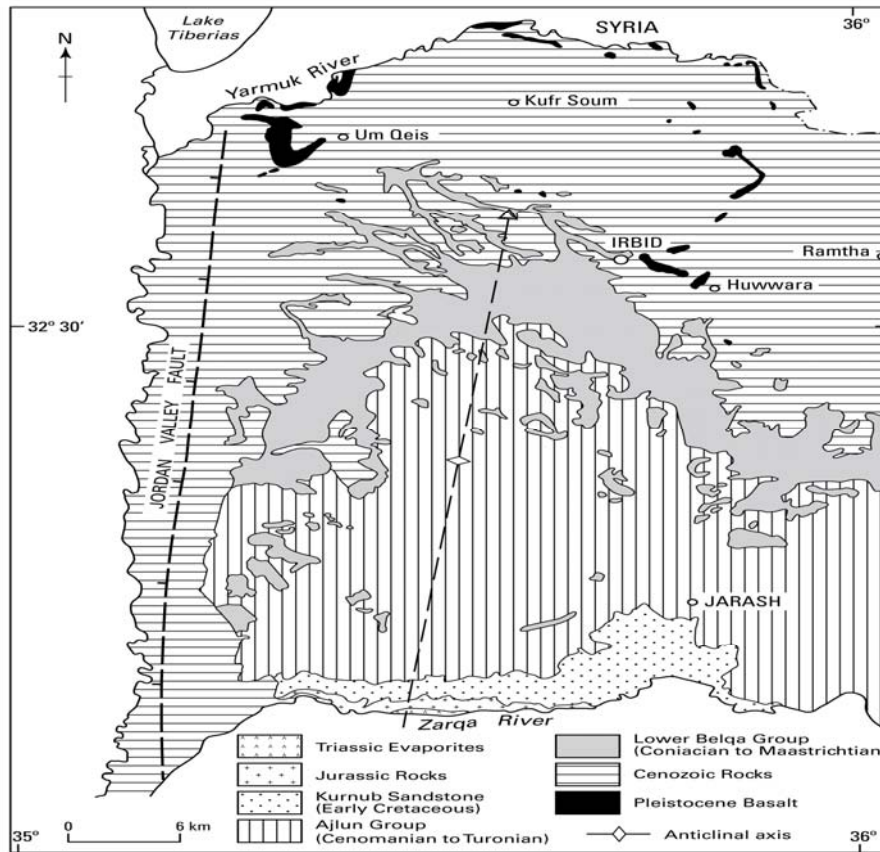 Lake
Tiberias
SYRIA
36°
N
Yarmuk River
Kufr Soum
Um Qeis
IRBID
Ramtha
Huwwara
32° 30′
JORDAN VALLEY FAULT
JARASH
Zarqa River
Triassic Evaporites
Jurassic Rocks
Kurnub Sandstone
(Early Cretaceous)
Ajlun Group
(Cenomanian to Turonian)
Lower Belqa Group
(Coniacian to Maastrichtian
Cenozoic Rocks
Pleistocene Basalt
Anticlinal axis
35°
0 6 km
36°